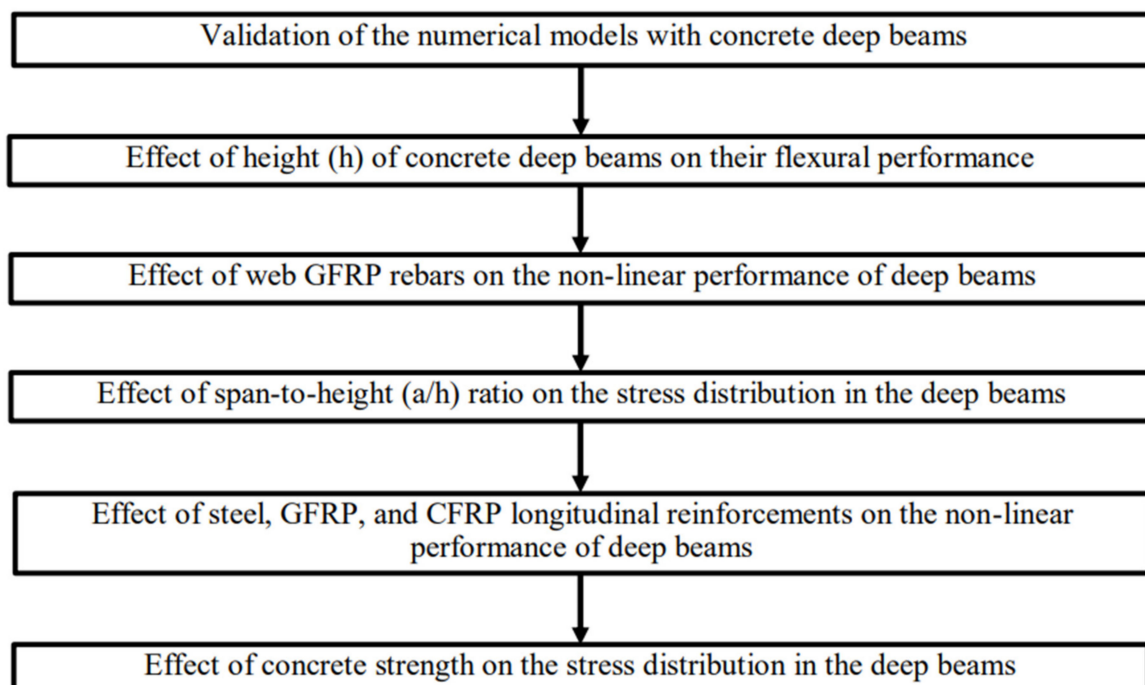 Validation of the numerical models with concrete deep beams
Effect of height (h) of concrete deep beams on their flexural performance
Effect of web GFRP rebars on the non-linear performance of deep beams
Effect of span-to-height (a/h) ratio on the stress distribution in the deep beams
Effect of steel, GFRP, and CFRP longitudinal reinforcements on the non-linear
performance of deep beams
Effect of concrete strength on the stress distribution in the deep beams